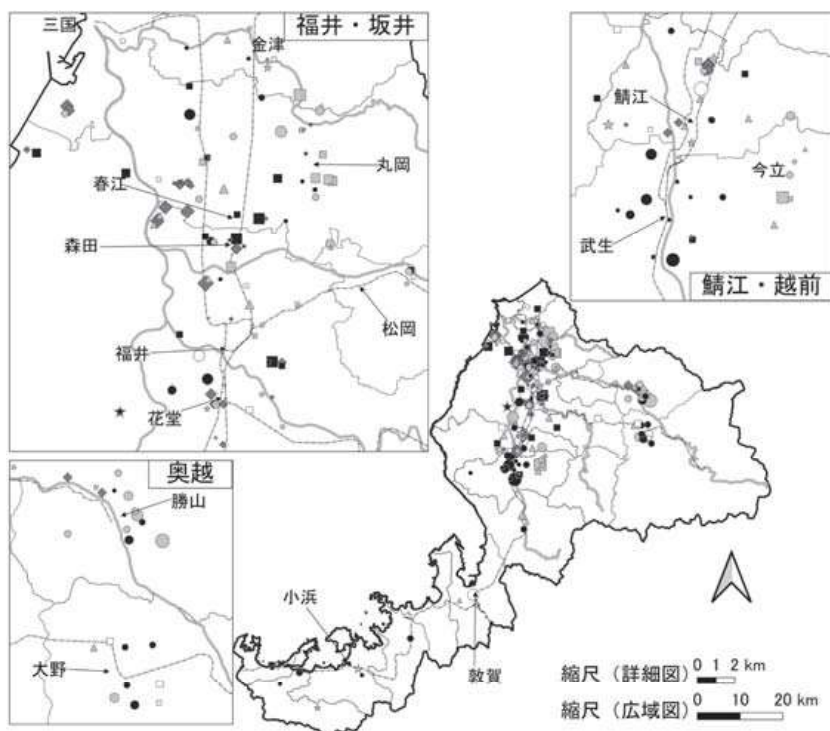 福井・坂井
三国
金津
丸岡
春江
森田
松岡
福井
花堂
鯖江
今立
武生
鯖江・越前
奥越
勝山
大野
小浜
敦賀
縮尺（詳細図） 0 1 2 km
縮尺（広域図） 0 10 20 km